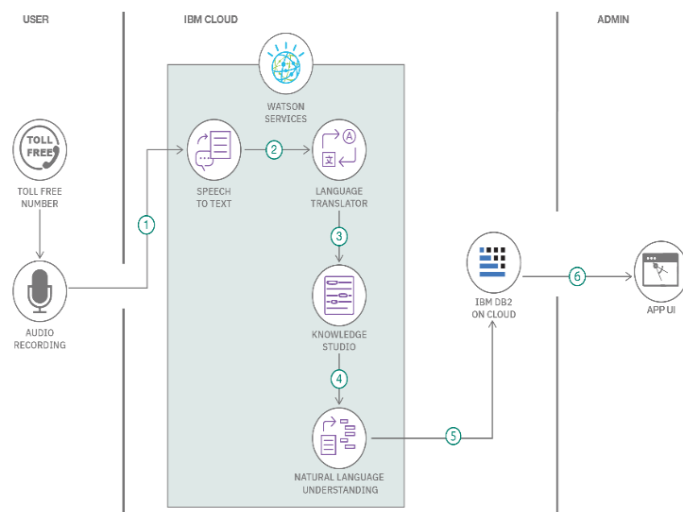 USER
IBM CLOUD
ADMIN
WATSON
SERVICES
TOLL
FREE
TOLL FREE
NUMBER
SPEECH
TO TEXT
2
A
文
LANGUAGE
TRANSLATOR
1
3
AUDIO
RECORDING
KNOWLEDGE
STUDIO
IBM DB2
ON CLOUD
6
APP UI
4
NATURAL LANGUAGE
UNDERSTANDING
5